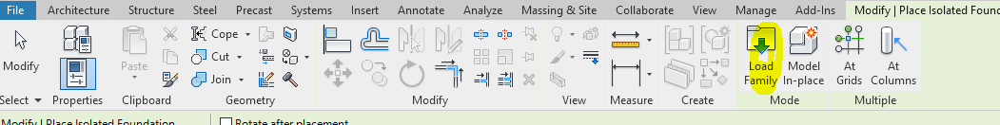 File Architecture Structure Steel Precast Systems Insert Annotate Analyze Massing & Site Collaborate View Manage Add-Ins Modify | Place Isolated Found
Cope
Cut
Join
Modify
Paste
Load Family
Model In-place
At Grids
At Columns
Select Properties Clipboard Geometry Modify View Measure Create Mode Multiple
Modify | Place Isolated Foundation Rotate after placement